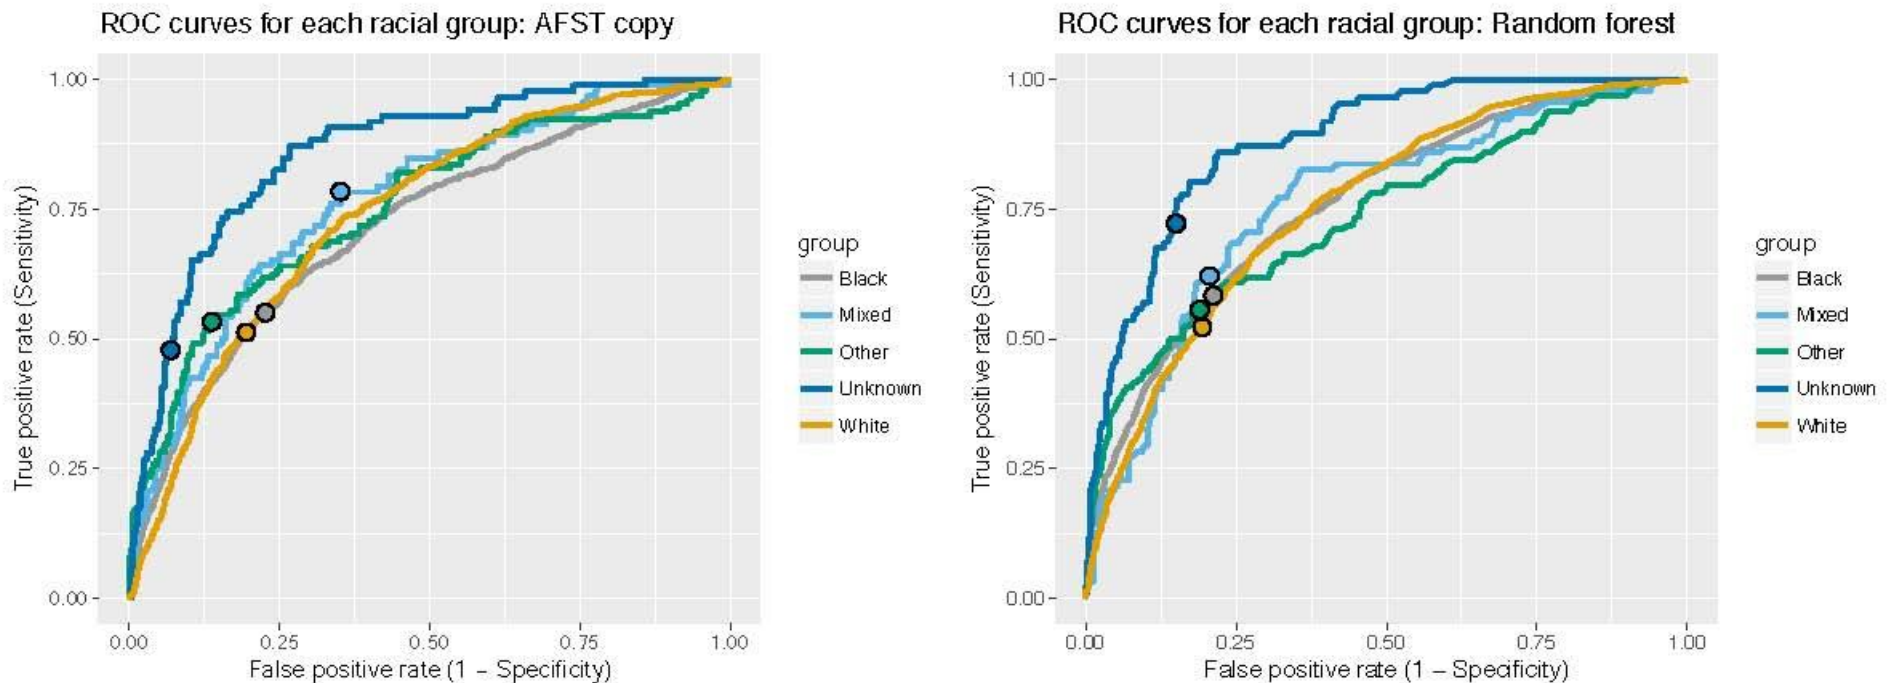 ROC curves for each racial group: AFST copy
True positive rate (Sensitivity)
1.00
0.75
0.50
0.25
0.00
0.00 0.25 0.50 0.75 1.00
False positive rate (1 − Specificity)
group
Black
Mixed
Other
Unknown
White
ROC curves for each racial group: Random forest
True positive rate (Sensitivity)
1.00
0.75
0.50
0.25
0.00
0.00 0.25 0.50 0.75 1.00
False positive rate (1 − Specificity)
group
Black
Mixed
Other
Unknown
White